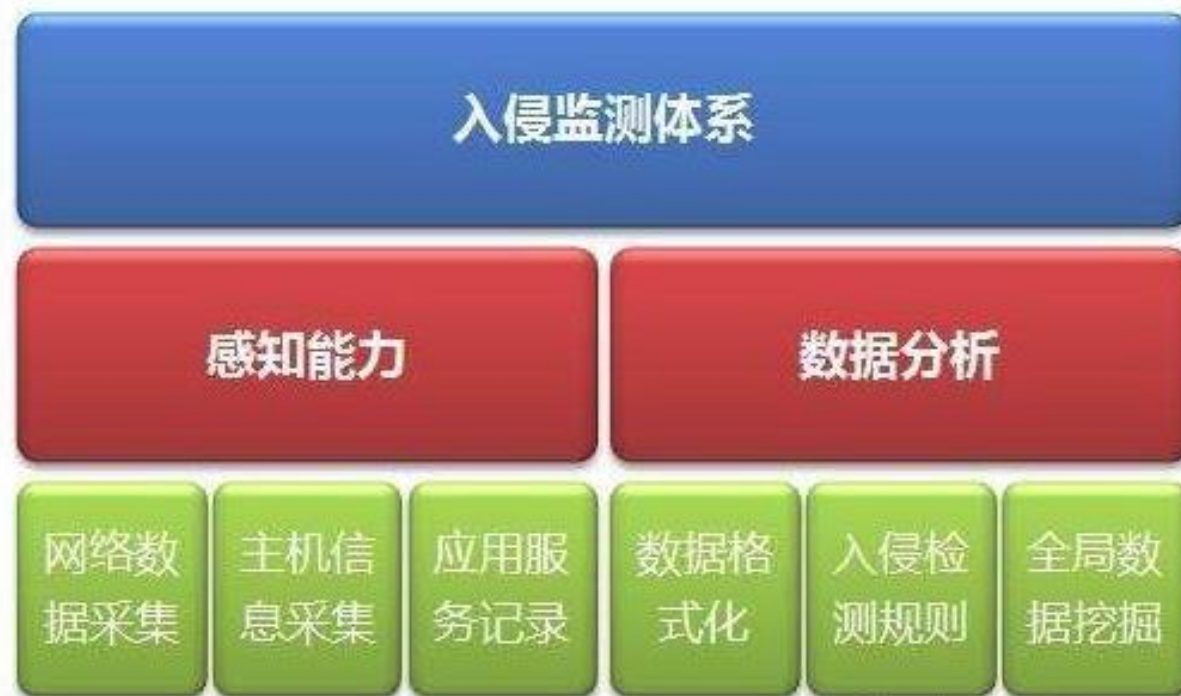 入侵监测体系
感知能力
数据分析
网络数
据采集
主机信
息采集
应用服
务记录
数据格
式化
入侵检
测规则
全局数
据挖掘